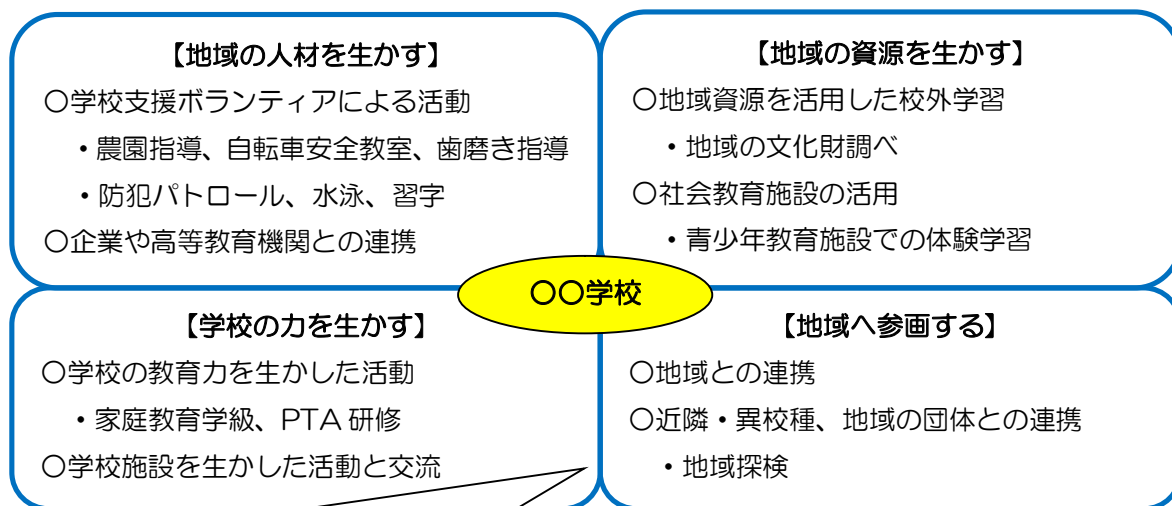 【地域の人材を生かす】
〇学校支援ボランティアによる活動
・農園指導、自転車安全教室、歯磨き指導
・防犯パトロール、水泳、習字
〇企業や高等教育機関との連携
【地域の資源を生かす】
〇地域資源を活用した校外学習
・地域の文化財調べ
〇社会教育施設の活用
・青少年教育施設での体験学習
〇〇学校
【学校の力を生かす】
〇学校の教育力を生かした活動
・家庭教育学級、PTA 研修
〇学校施設を生かした活動と交流
【地域へ参画する】
〇地域との連携
〇近隣・異校種、地域の団体との連携
・地域探検